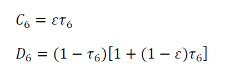 C₆ = ετ₆
D₆ = (1 − τ₆)[1 + (1 − ε)τ₆]